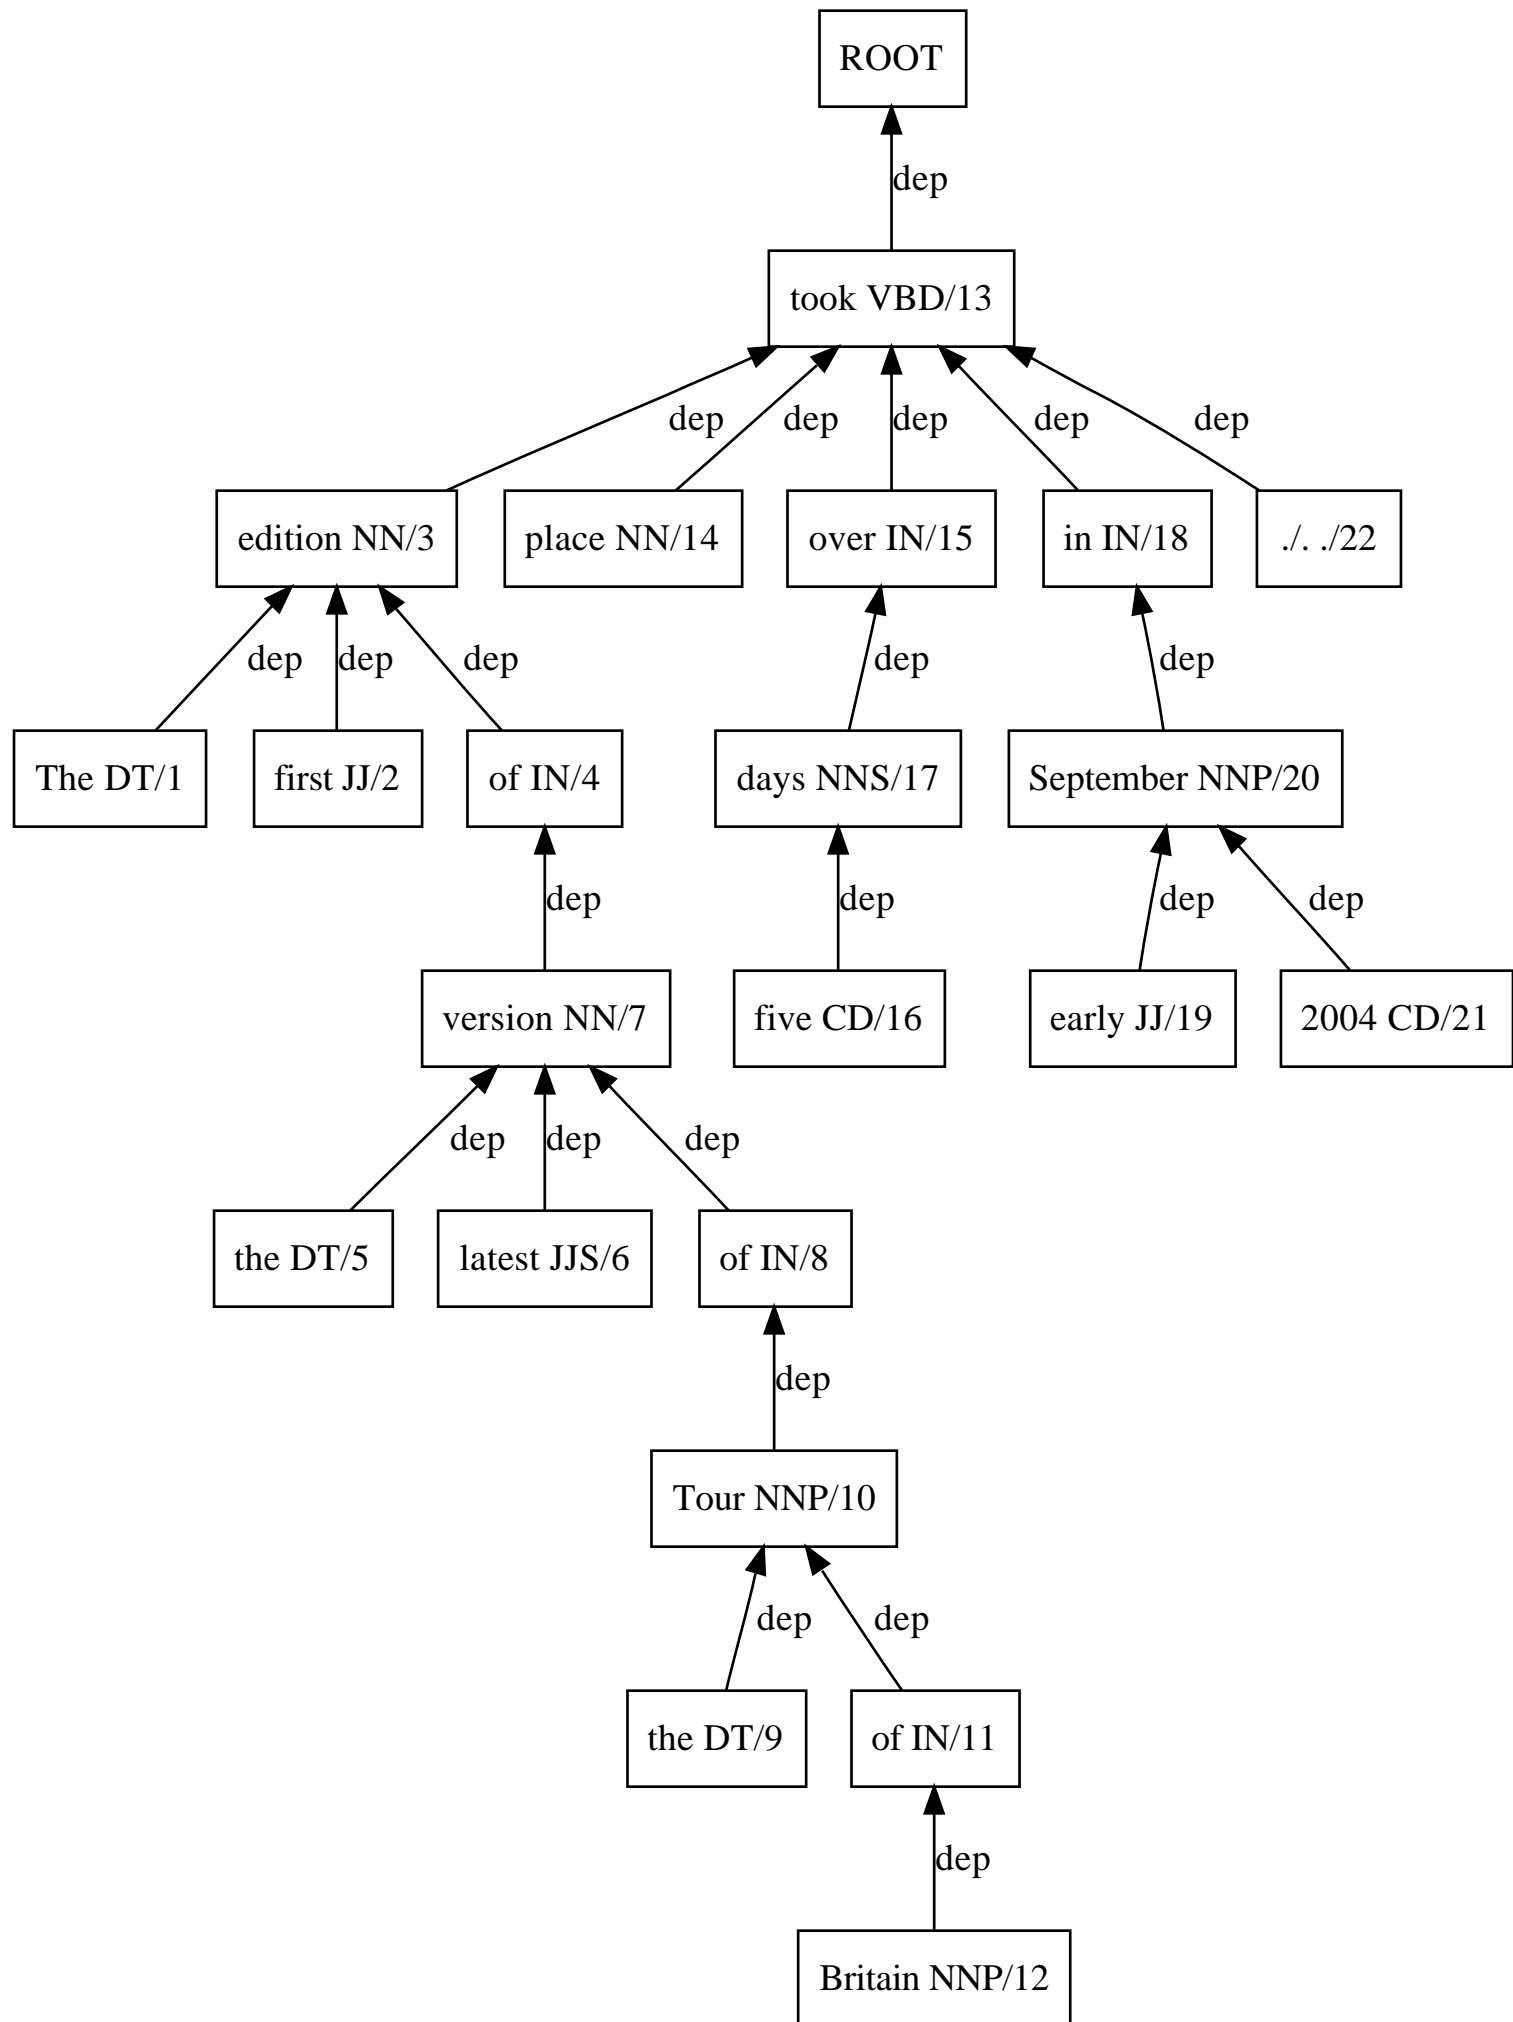 ROOT
dep
took VBD/13
dep dep dep dep dep
edition NN/3 place NN/14 over IN/15 in IN/18 ./. ./22
dep dep dep dep dep
The DT/1 first JJ/2 of IN/4 days NNS/17 September NNP/20
dep dep dep dep
version NN/7 five CD/16 early JJ/19 2004 CD/21
dep dep dep
the DT/5 latest JJS/6 of IN/8
dep
Tour NNP/10
dep dep
the DT/9 of IN/11
dep
Britain NNP/12